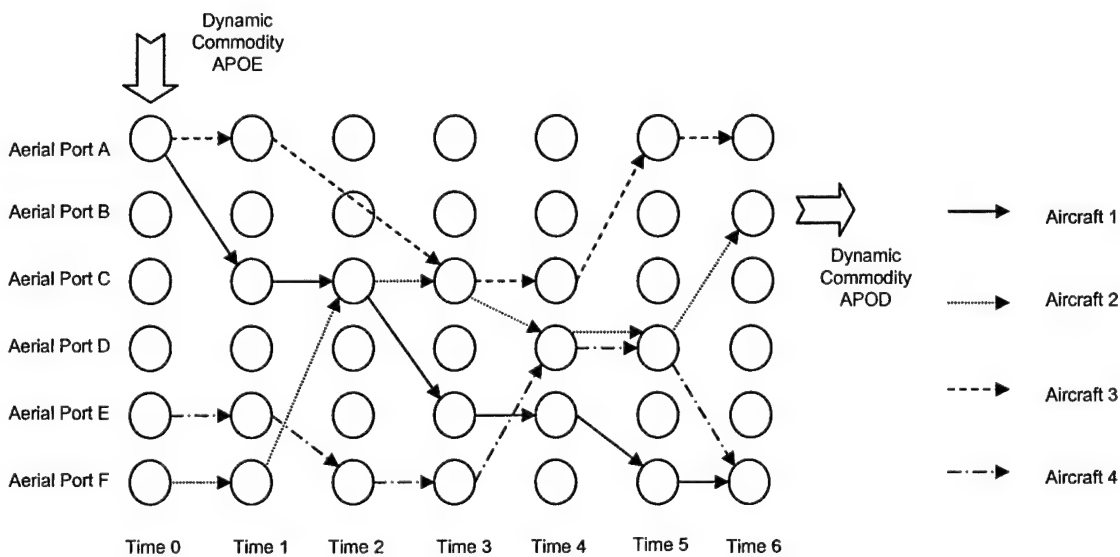 Dynamic
Commodity
APOE
Aerial Port A
Aerial Port B
Aerial Port C
Aerial Port D
Aerial Port E
Aerial Port F
Time 0 Time 1 Time 2 Time 3 Time 4 Time 5 Time 6
Dynamic
Commodity
APOD
Aircraft 1
Aircraft 2
Aircraft 3
Aircraft 4